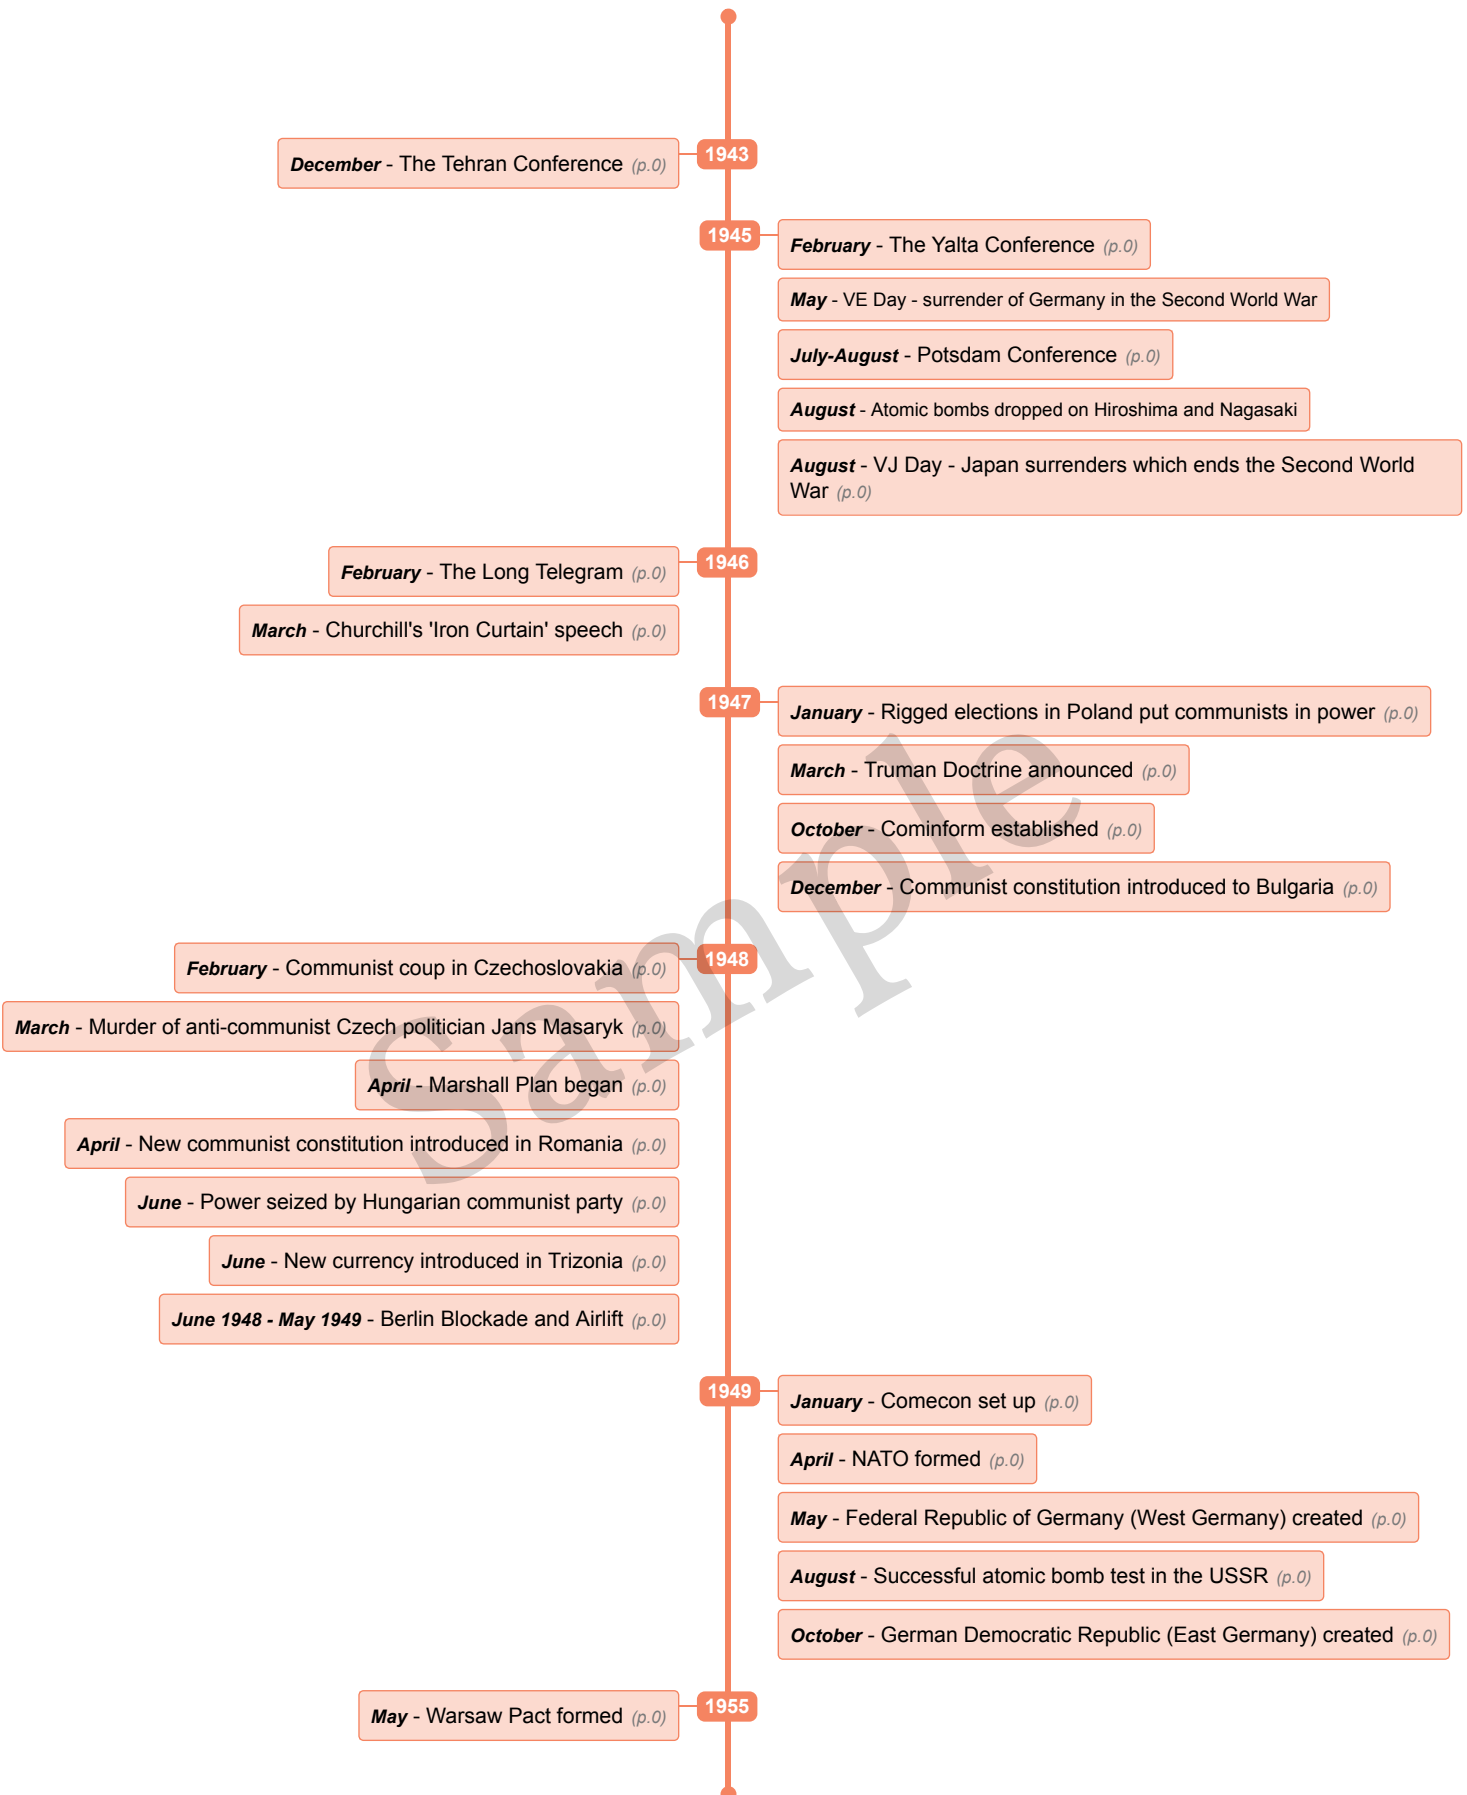 1943
December - The Tehran Conference (p.0)
1945
February - The Yalta Conference (p.0)
May - VE Day - surrender of Germany in the Second World War
July-August - Potsdam Conference (p.0)
August - Atomic bombs dropped on Hiroshima and Nagasaki
August - VJ Day - Japan surrenders which ends the Second World
War (p.0)
1946
February - The Long Telegram (p.0)
March - Churchill's 'Iron Curtain' speech (p.0)
1947
January - Rigged elections in Poland put communists in power (p.0)
March - Truman Doctrine announced (p.0)
October - Cominform established (p.0)
December - Communist constitution introduced to Bulgaria (p.0)
1948
February - Communist coup in Czechoslovakia (p.0)
March - Murder of anti-communist Czech politician Jans Masaryk (p.0)
April - Marshall Plan began (p.0)
April - New communist constitution introduced in Romania (p.0)
June - Power seized by Hungarian communist party (p.0)
June - New currency introduced in Trizonia (p.0)
June 1948 - May 1949 - Berlin Blockade and Airlift (p.0)
1949
January - Comecon set up (p.0)
April - NATO formed (p.0)
May - Federal Republic of Germany (West Germany) created (p.0)
August - Successful atomic bomb test in the USSR (p.0)
October - German Democratic Republic (East Germany) created (p.0)
1955
May - Warsaw Pact formed (p.0)
Sample